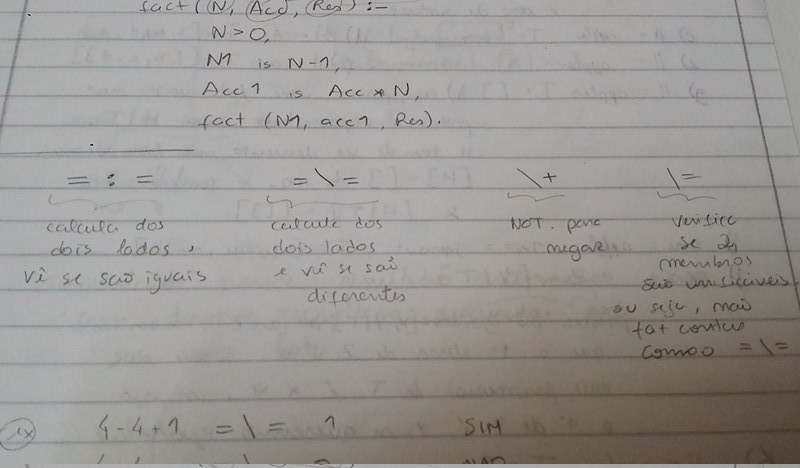 fact (N, Acc, Res) :-
N > 0,
N1 is N-1,
Acc1 is Acc * N,
fact (N1, acc1, Res).
= : = =\= \+ \=
calcula dos calcula dos NOT. para verifica
dois lados, dois lados negar se 2
vê se sao iguais e vê se saõ membros
diferentes são unificáveis,
ou seja, não
faz contas
como o =\=
ex 4-4+1 =\= 1 SIM